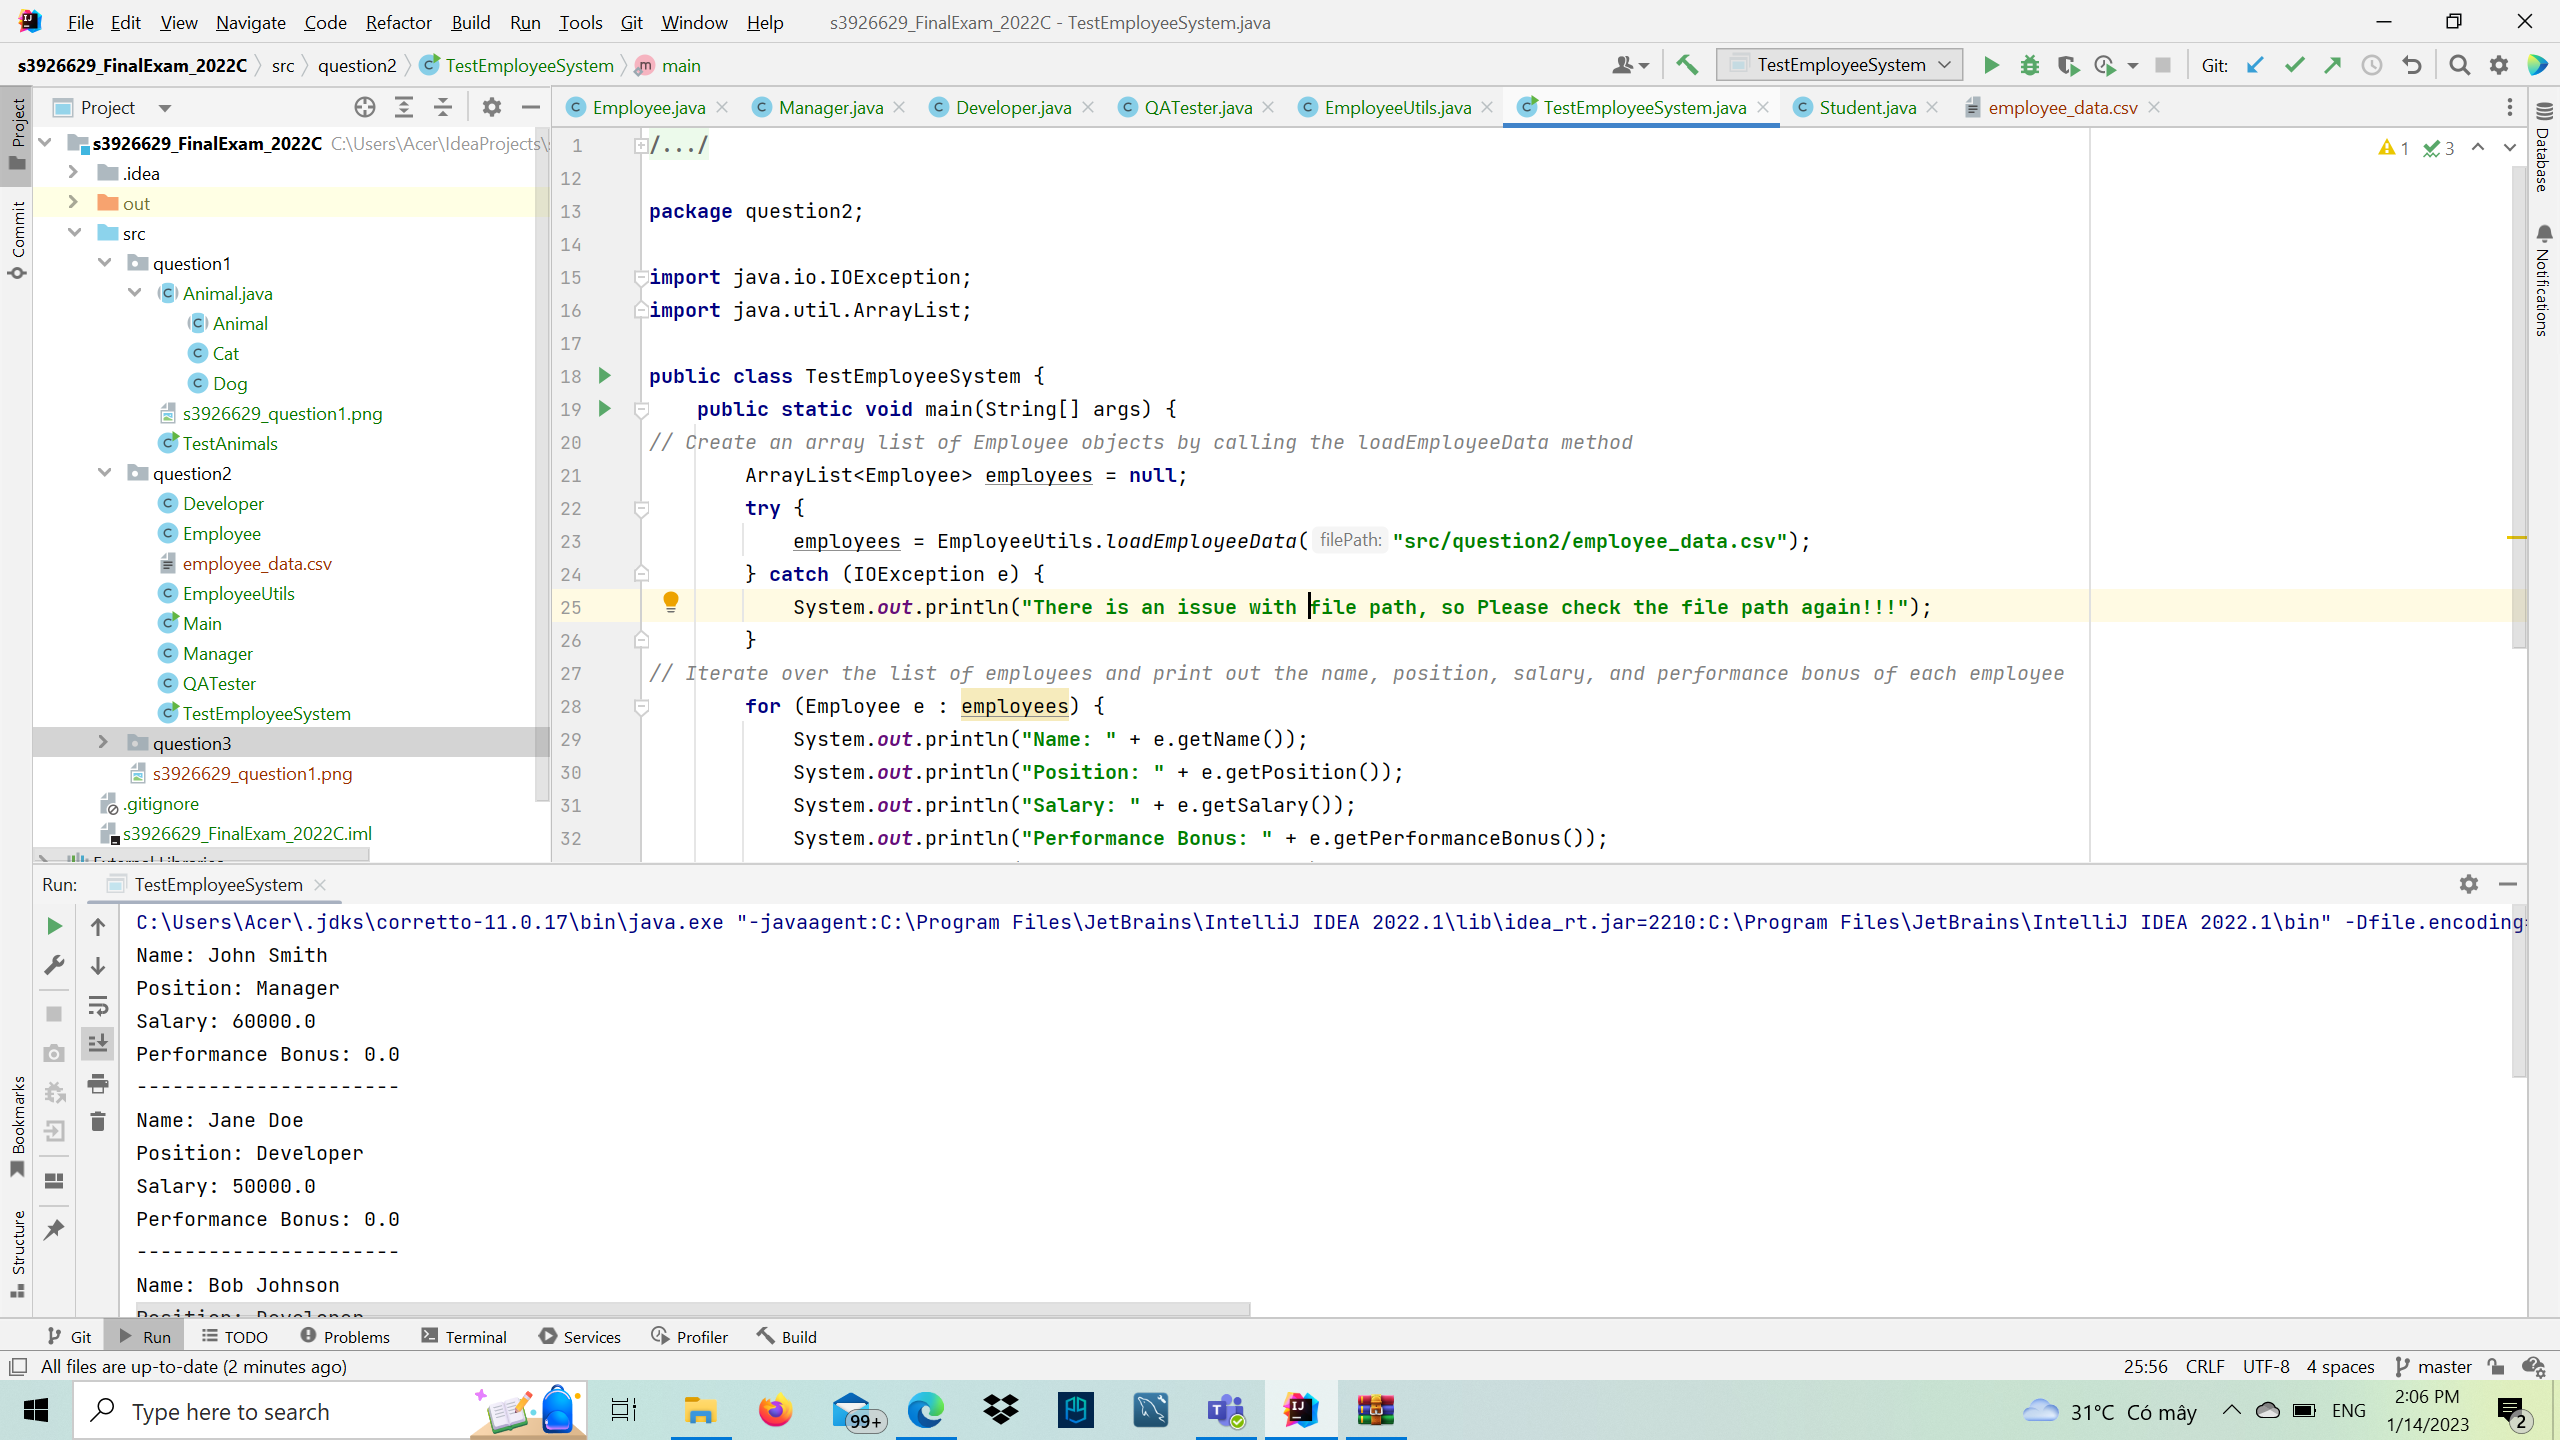 File Edit View Navigate Code Refactor Build Run Tools Git Window Help s3926629_FinalExam_2022C - TestEmployeeSystem.java
s3926629_FinalExam_2022C src question2 TestEmployeeSystem main TestEmployeeSystem Git:
Project
Employee.java Manager.java Developer.java QATester.java EmployeeUtils.java TestEmployeeSystem.java Student.java employee_data.csv
Project
Commit
Bookmarks
Structure
s3926629_FinalExam_2022C C:\Users\Acer\IdeaProjects\
.idea
out
src
question1
Animal.java
Animal
Cat
Dog
s3926629_question1.png
TestAnimals
question2
Developer
Employee
employee_data.csv
EmployeeUtils
Main
Manager
QATester
TestEmployeeSystem
question3
s3926629_question1.png
.gitignore
s3926629_FinalExam_2022C.iml
External Libraries
1 /.../
12
13 package question2;
14
15 import java.io.IOException;
16 import java.util.ArrayList;
17
18 public class TestEmployeeSystem {
19 public static void main(String[] args) {
20 // Create an array list of Employee objects by calling the loadEmployeeData method
21 ArrayList<Employee> employees = null;
22 try {
23 employees = EmployeeUtils.loadEmployeeData( filePath: "src/question2/employee_data.csv");
24 } catch (IOException e) {
25 System.out.println("There is an issue with file path, so Please check the file path again!!!");
26 }
27 // Iterate over the list of employees and print out the name, position, salary, and performance bonus of each employee
28 for (Employee e : employees) {
29 System.out.println("Name: " + e.getName());
30 System.out.println("Position: " + e.getPosition());
31 System.out.println("Salary: " + e.getSalary());
32 System.out.println("Performance Bonus: " + e.getPerformanceBonus());
1 3
Database
Notifications
Run: TestEmployeeSystem
C:\Users\Acer\.jdks\corretto-11.0.17\bin\java.exe "-javaagent:C:\Program Files\JetBrains\IntelliJ IDEA 2022.1\lib\idea_rt.jar=2210:C:\Program Files\JetBrains\IntelliJ IDEA 2022.1\bin" -Dfile.encoding=
Name: John Smith
Position: Manager
Salary: 60000.0
Performance Bonus: 0.0
----------------------
Name: Jane Doe
Position: Developer
Salary: 50000.0
Performance Bonus: 0.0
----------------------
Name: Bob Johnson
Position: Developer
Git Run TODO Problems Terminal Services Profiler Build
All files are up-to-date (2 minutes ago) 25:56 CRLF UTF-8 4 spaces master
Type here to search 99+ 31°C Có mây ENG 2:06 PM
1/14/2023 2